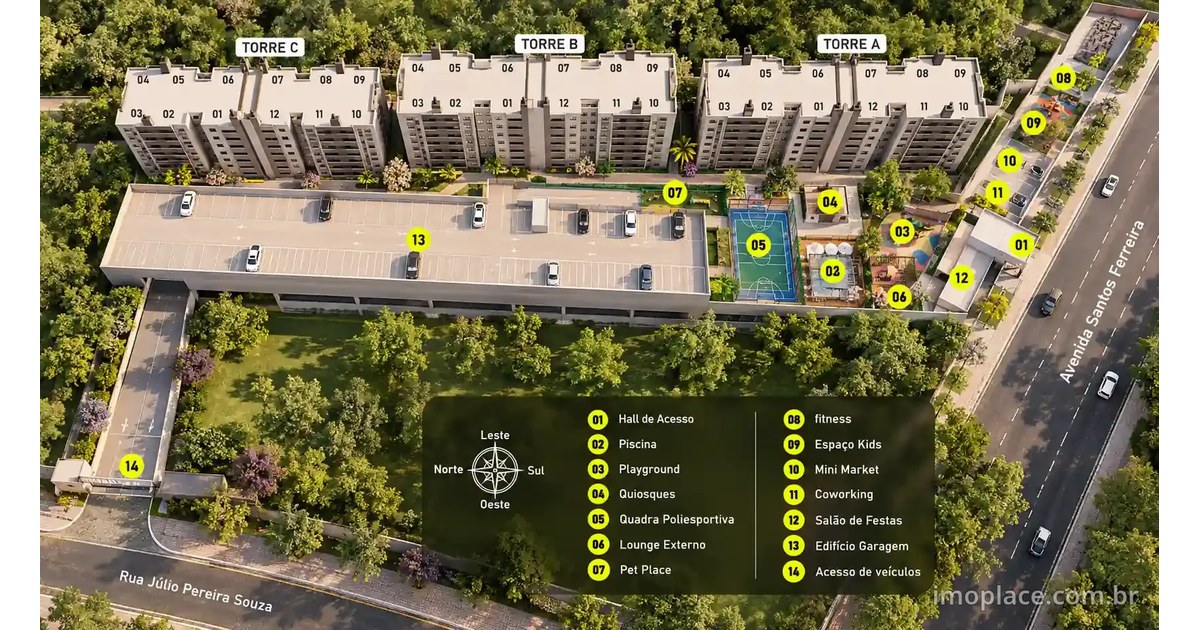 TORRE C
TORRE B
TORRE A
04 05 06 07 08 09
03 02 01 12 11 10
04 05 06 07 08 09
03 02 01 12 11 10
04 05 06 07 08 09
03 02 01 12 11 10
08
09
10
11
07
04
13
05
03
01
02
12
06
14
Avenida Santos Ferreira
Rua Júlio Pereira Souza
Leste
Norte Sul
Oeste
01 Hall de Acesso
02 Piscina
03 Playground
04 Quiosques
05 Quadra Poliesportiva
06 Lounge Externo
07 Pet Place
08 fitness
09 Espaço Kids
10 Mini Market
11 Coworking
12 Salão de Festas
13 Edifício Garagem
14 Acesso de veículos
imoplace.com.br